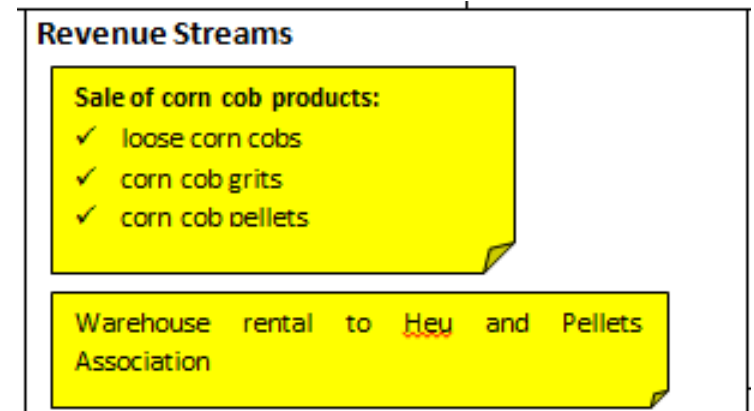 Revenue Streams
Sale of corn cob products:
✓ loose corn cobs
✓ corn cob grits
✓ corn cob pellets
Warehouse rental to Heu and Pellets
Association